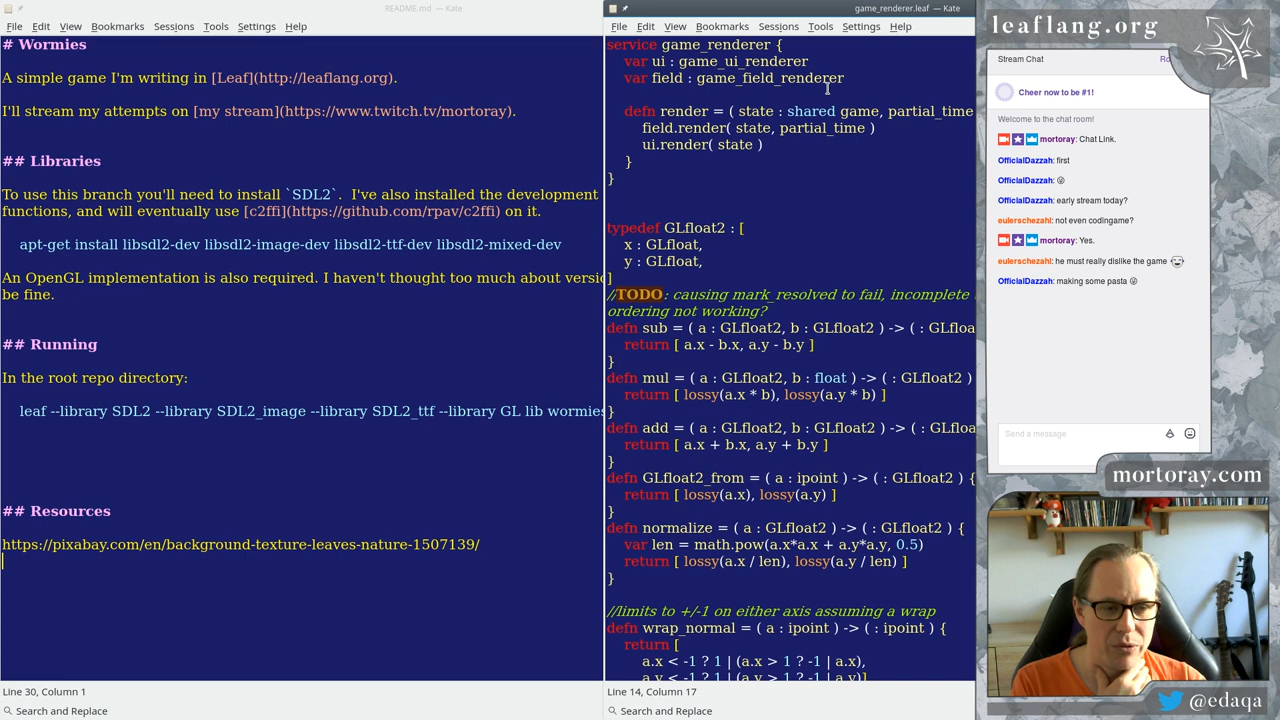 README.md — Kate
File Edit View Bookmarks Sessions Tools Settings Help
# Wormies
A simple game I'm writing in [Leaf](http://leaflang.org).
I'll stream my attempts on [my stream](https://www.twitch.tv/mortoray).
## Libraries
To use this branch you'll need to install `SDL2`.  I've also installed the development
functions, and will eventually use [c2ffi](https://github.com/rpav/c2ffi) on it.
apt-get install libsdl2-dev libsdl2-image-dev libsdl2-ttf-dev libsdl2-mixed-dev
An OpenGL implementation is also required. I haven't thought too much about versio
be fine.
## Running
In the root repo directory:
leaf --library SDL2 --library SDL2_image --library SDL2_ttf --library GL lib wormies
## Resources
https://pixabay.com/en/background-texture-leaves-nature-1507139/
Line 30, Column 1
Search and Replace
game_renderer.leaf — Kate
File Edit View Bookmarks Sessions Tools Settings Help
service game_renderer {
var ui : game_ui_renderer
var field : game_field_renderer
defn render = ( state : shared game, partial_time
field.render( state, partial_time )
ui.render( state )
}
}
typedef GLfloat2 : [
x : GLfloat,
y : GLfloat,
]
//TODO: causing mark_resolved to fail, incomplete
ordering not working?
defn sub = ( a : GLfloat2, b : GLfloat2 ) -> ( : GLfloa
return [ a.x - b.x, a.y - b.y ]
}
defn mul = ( a : GLfloat2, b : float ) -> ( : GLfloat2 )
return [ lossy(a.x * b), lossy(a.y * b) ]
}
defn add = ( a : GLfloat2, b : GLfloat2 ) -> ( : GLfloa
return [ a.x + b.x, a.y + b.y ]
}
defn GLfloat2_from = ( a : ipoint ) -> ( : GLfloat2 ) {
return [ lossy(a.x), lossy(a.y) ]
}
defn normalize = ( a : GLfloat2 ) -> ( : GLfloat2 ) {
var len = math.pow(a.x*a.x + a.y*a.y, 0.5)
return [ lossy(a.x / len), lossy(a.y / len) ]
}
//limits to +/-1 on either axis assuming a wrap
defn wrap_normal = ( a : ipoint ) -> ( : ipoint ) {
return [
a.x < -1 ? 1 | (a.x > 1 ? -1 | a.x),
a.y < -1 ? 1 | (a.y > 1 ? -1 | a.y)]
Line 14, Column 17
Search and Replace
leaflang.org
Stream Chat
Ro
Cheer now to be #1!
Welcome to the chat room!
mortoray: Chat Link.
OfficialDazzah: first
OfficialDazzah: 😜
OfficialDazzah: early stream today?
eulerschezahl: not even codingame?
mortoray: Yes.
eulerschezahl: he must really dislike the game
OfficialDazzah: making some pasta 😜
Send a message
mortoray.com
@edaqa